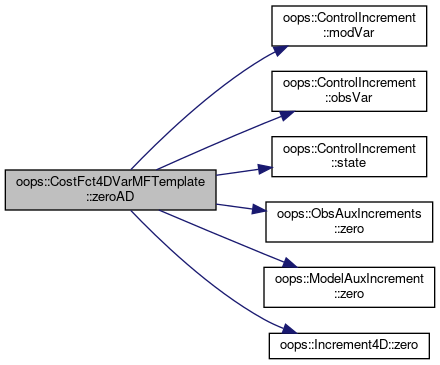 oops::ControlIncrement
::modVar
oops::ControlIncrement
::obsVar
oops::ControlIncrement
::state
oops::CostFct4DVarMFTemplate
::zeroAD
oops::ObsAuxIncrements
::zero
oops::ModelAuxIncrement
::zero
oops::Increment4D::zero